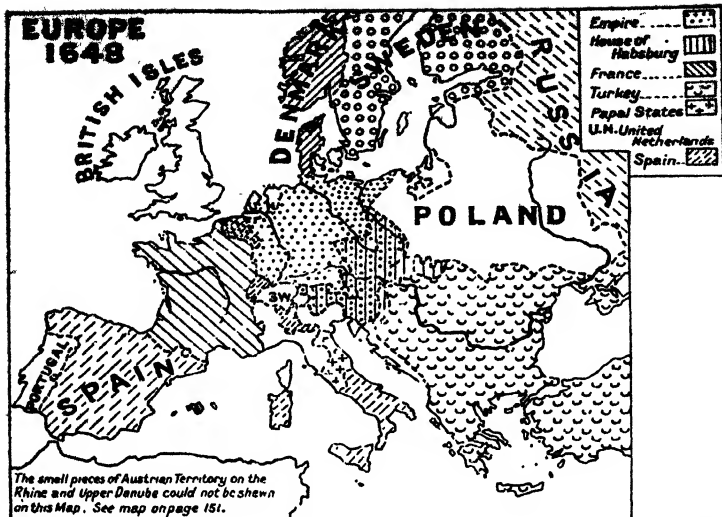 EUROPE
1648
BRITISH ISLES
DENMARK
SWEDEN
RUSSIA
POLAND
SW.
PORTUGAL
SPAIN
Empire
House of
Habsburg
France
Turkey
Papal States
U.N. United
Netherlands
Spain
The small pieces of Austrian Territory on the
Rhine and Upper Danube could not be shewn
on this Map. See map on page 151.